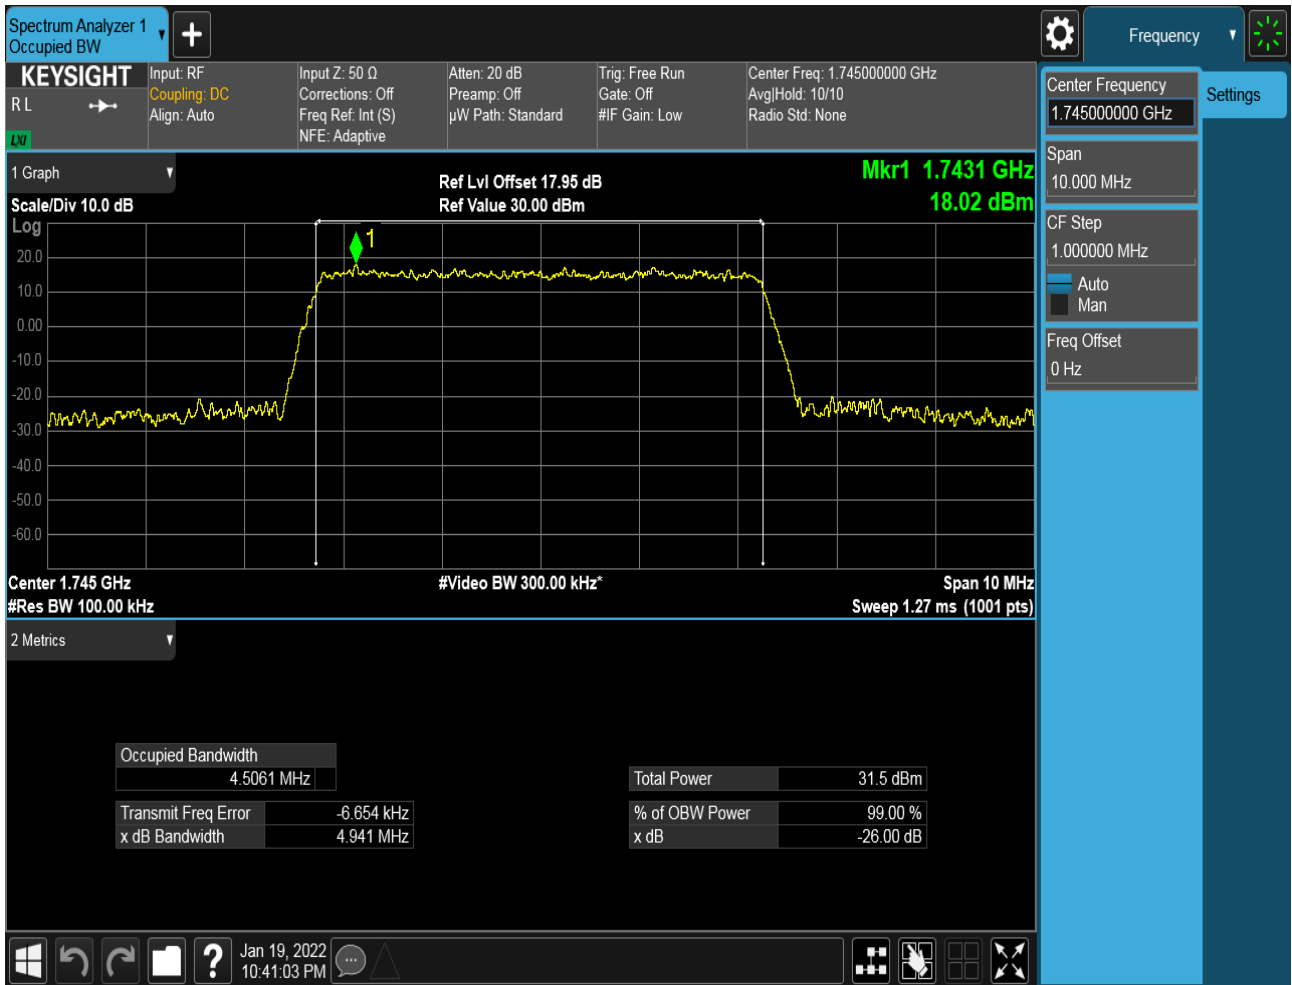 Spectrum Analyzer 1
Occupied BW
Frequency
KEYSIGHT
R L
LXI
Input: RF
Coupling: DC
Align: Auto
Input Z: 50 Ω
Corrections: Off
Freq Ref: Int (S)
NFE: Adaptive
Atten: 20 dB
Preamp: Off
µW Path: Standard
Trig: Free Run
Gate: Off
#IF Gain: Low
Center Freq: 1.745000000 GHz
Avg|Hold: 10/10
Radio Std: None
Center Frequency
1.745000000 GHz
Settings
Span
10.000 MHz
CF Step
1.000000 MHz
Auto
Man
Freq Offset
0 Hz
1 Graph
Scale/Div 10.0 dB
Log
Ref Lvl Offset 17.95 dB
Ref Value 30.00 dBm
Mkr1 1.7431 GHz
18.02 dBm
1
20.0
10.0
0.00
-10.0
-20.0
-30.0
-40.0
-50.0
-60.0
Center 1.745 GHz
#Video BW 300.00 kHz*
Span 10 MHz
#Res BW 100.00 kHz
Sweep 1.27 ms (1001 pts)
2 Metrics
Occupied Bandwidth
4.5061 MHz
Total Power 31.5 dBm
Transmit Freq Error -6.654 kHz
% of OBW Power 99.00 %
x dB Bandwidth 4.941 MHz
x dB -26.00 dB
?
Jan 19, 2022
10:41:03 PM